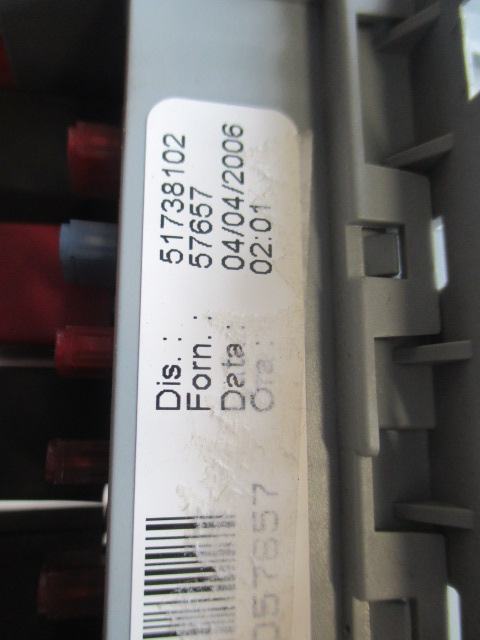 Dis. : 51738102
Forn. : 57657
Data : 04/04/2006
Ora : 02:01
057657